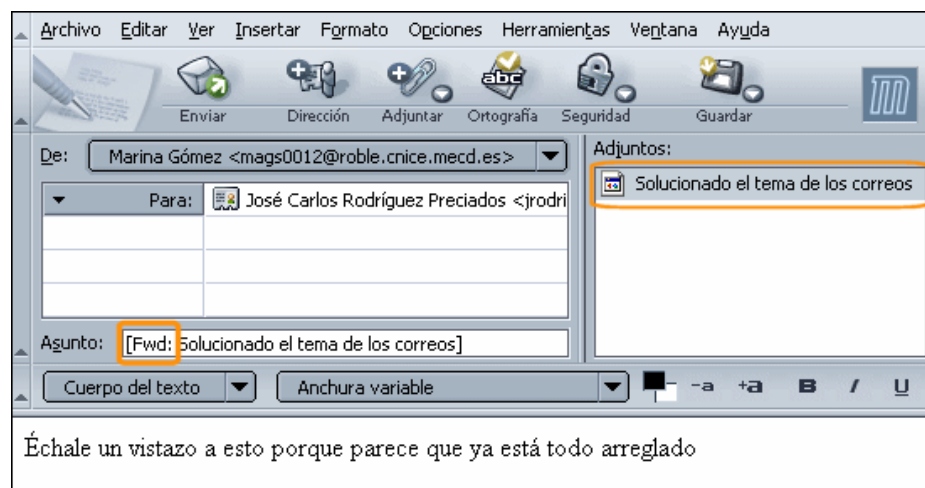 Archivo Editar Ver Insertar Formato Opciones Herramientas Ventana Ayuda
Enviar Dirección Adjuntar Ortografía Seguridad Guardar
De: Marina Gómez <mags0012@roble.cnice.mecd.es>
Adjuntos:
Solucionado el tema de los correos
Para: José Carlos Rodríguez Preciados <jrodri
Asunto: [Fwd: Solucionado el tema de los correos]
Cuerpo del texto Anchura variable -a +a B I U
Échale un vistazo a esto porque parece que ya está todo arreglado